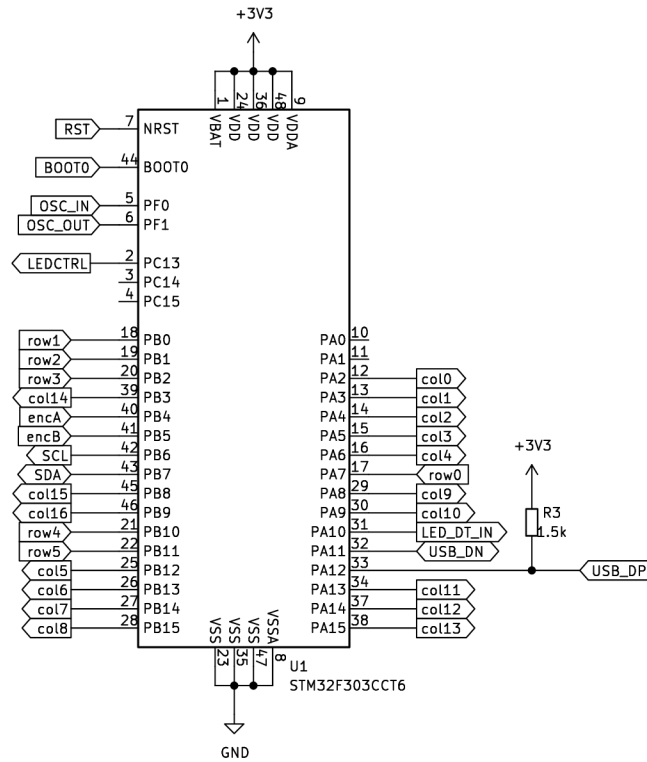 +3V3
1 24 36 48 9
VBAT VDD VDD VDD VDDA
RST 7 NRST
BOOT0 44 BOOT0
OSC_IN 5 PF0
OSC_OUT 6 PF1
LEDCTRL 2 PC13
3 PC14
4 PC15
row1 18 PB0 PA0 10
row2 19 PB1 PA1 11
row3 20 PB2 PA2 12 col0
col14 39 PB3 PA3 13 col1
encA 40 PB4 PA4 14 col2
encB 41 PB5 PA5 15 col3
SCL 42 PB6 PA6 16 col4
+3V3
SDA 43 PB7 PA7 17 row0
col15 45 PB8 PA8 29 col9
col16 46 PB9 PA9 30 col10
R3
row4 21 PB10 PA10 31 LED_DT_IN 1.5k
row5 22 PB11 PA11 32 USB_DN
col5 25 PB12 PA12 33 USB_DP
col6 26 PB13 PA13 34 col11
col7 27 PB14 PA14 37 col12
col8 28 PB15 PA15 38 col13
VSS VSS VSS VSSA
23 35 47 8
U1
STM32F303CCT6
GND